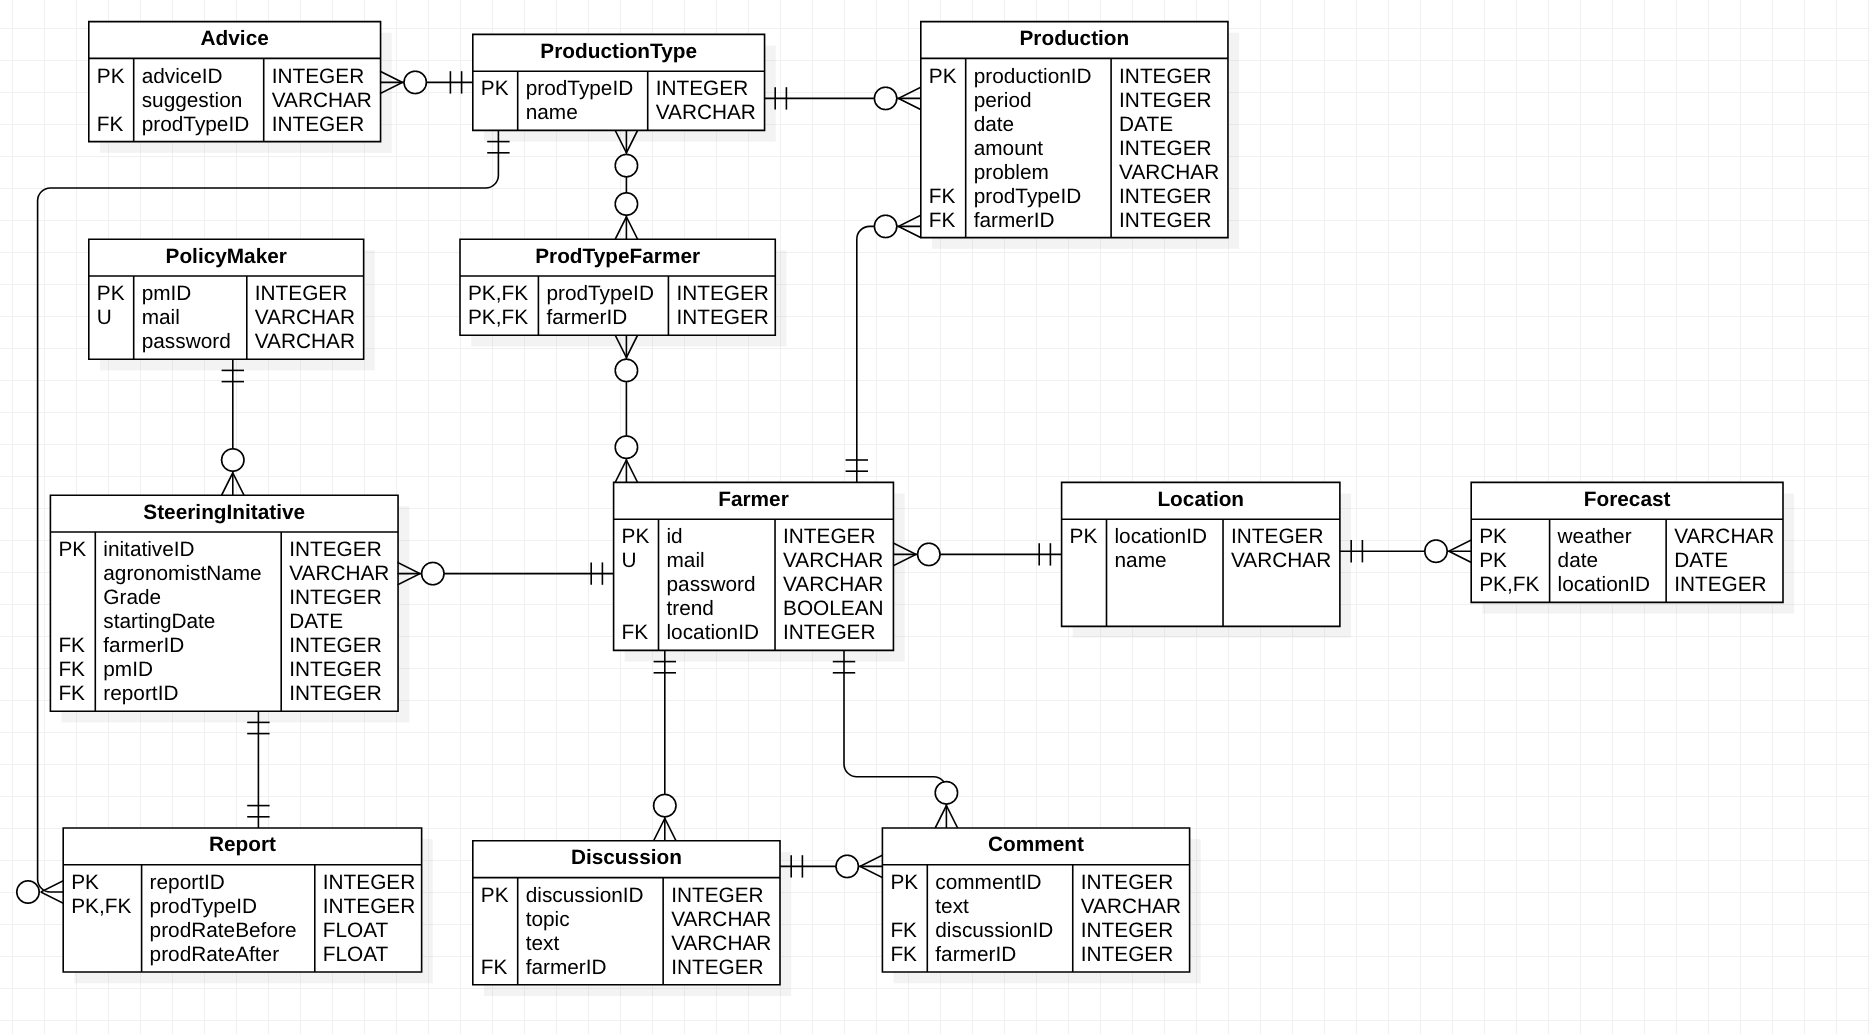 Advice
PK adviceID INTEGER
suggestion VARCHAR
FK prodTypeID INTEGER
ProductionType
PK prodTypeID INTEGER
name VARCHAR
Production
PK productionID INTEGER
period INTEGER
date DATE
amount INTEGER
problem VARCHAR
FK prodTypeID INTEGER
FK farmerID INTEGER
PolicyMaker
PK pmID INTEGER
U mail VARCHAR
password VARCHAR
ProdTypeFarmer
PK,FK prodTypeID INTEGER
PK,FK farmerID INTEGER
SteeringInitative
PK initativeID INTEGER
agronomistName VARCHAR
Grade INTEGER
startingDate DATE
FK farmerID INTEGER
FK pmID INTEGER
FK reportID INTEGER
Farmer
PK id INTEGER
U mail VARCHAR
password VARCHAR
trend BOOLEAN
FK locationID INTEGER
Location
PK locationID INTEGER
name VARCHAR
Forecast
PK weather VARCHAR
PK date DATE
PK,FK locationID INTEGER
Report
PK reportID INTEGER
PK,FK prodTypeID INTEGER
prodRateBefore FLOAT
prodRateAfter FLOAT
Discussion
PK discussionID INTEGER
topic VARCHAR
text VARCHAR
FK farmerID INTEGER
Comment
PK commentID INTEGER
text VARCHAR
FK discussionID INTEGER
FK farmerID INTEGER